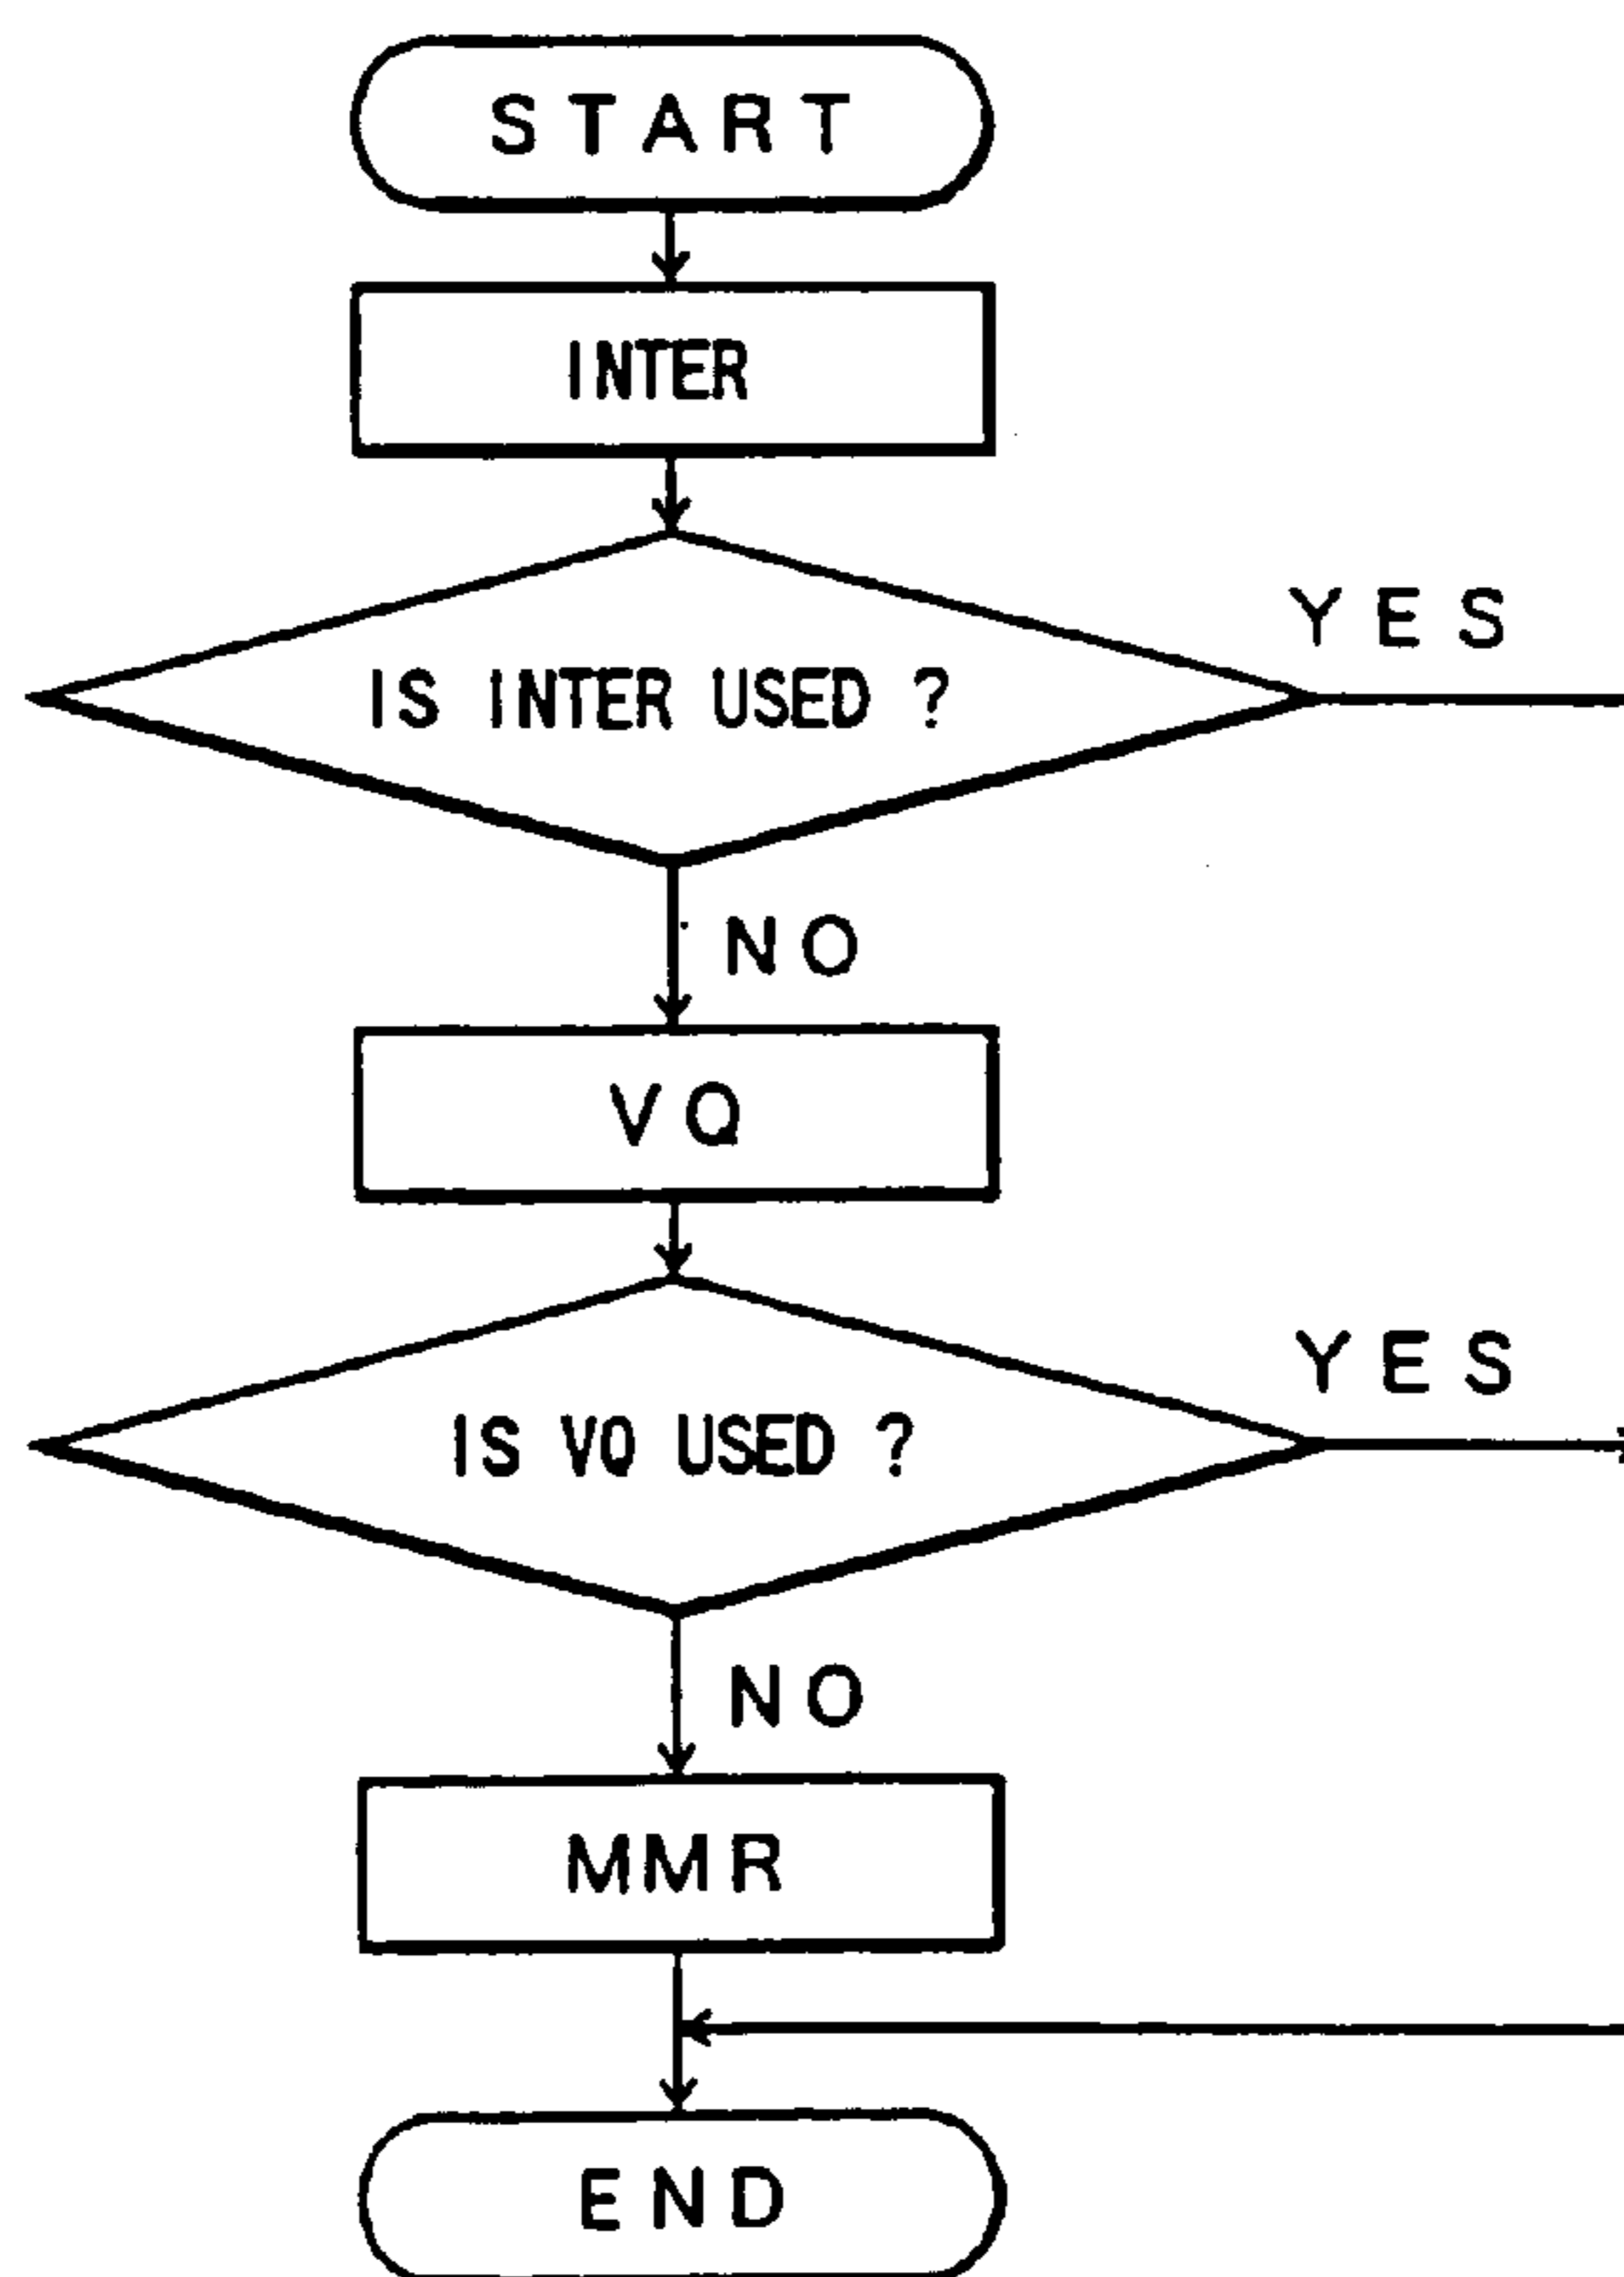 START
INTER
IS INTER USED ?
YES
NO
VQ
IS VQ USED ?
YES
NO
MMR
END